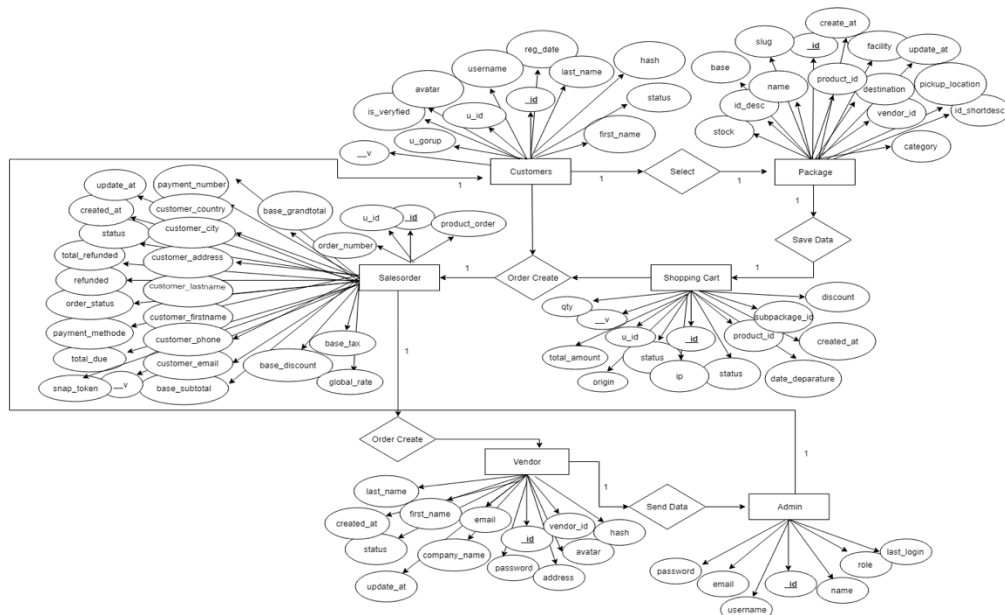 create_at
slug
_id
facility
update_at
base
name
product_id
destination
pickup_location
id_desc
vendor_id
id_shortdesc
stock
category
Package
reg_date
username
last_name
hash
avatar
_id
is_veryfied
u_id
status
u_gorup
first_name
__v
Customers
1
1
Select
1
1
Save Data
1
update_at
payment_number
created_at
customer_country
base_grandtotal
status
customer_city
total_refunded
customer_address
refunded
customer_lastname
order_status
customer_firstname
payment_methode
customer_phone
total_due
customer_email
snap_token
__v
base_subtotal
u_id
_id
product_order
order_number
Salesorder
base_tax
base_discount
global_rate
1
Order Create
Shopping Cart
qty
__v
u_id
total_amount
status
origin
_id
ip
status
subpackage_id
product_id
discount
created_at
date_deparature
1
Order Create
Vendor
last_name
created_at
first_name
status
email
company_name
update_at
_id
password
vendor_id
avatar
address
hash
1
Send Data
Admin
1
password
email
username
_id
name
role
last_login